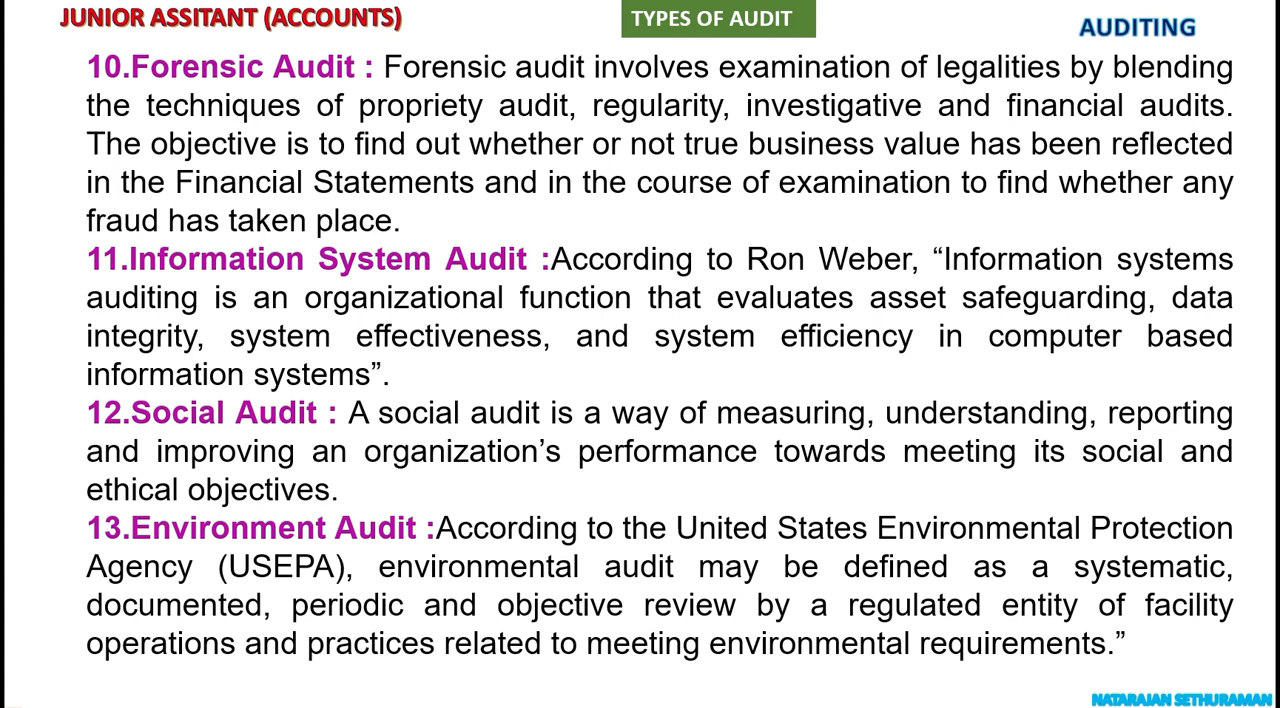 JUNIOR ASSITANT (ACCOUNTS)
TYPES OF AUDIT
AUDITING
10.Forensic Audit : Forensic audit involves examination of legalities by blending
the techniques of propriety audit, regularity, investigative and financial audits.
The objective is to find out whether or not true business value has been reflected
in the Financial Statements and in the course of examination to find whether any
fraud has taken place.
11.Information System Audit :According to Ron Weber, “Information systems
auditing is an organizational function that evaluates asset safeguarding, data
integrity, system effectiveness, and system efficiency in computer based
information systems”.
12.Social Audit : A social audit is a way of measuring, understanding, reporting
and improving an organization’s performance towards meeting its social and
ethical objectives.
13.Environment Audit :According to the United States Environmental Protection
Agency (USEPA), environmental audit may be defined as a systematic,
documented, periodic and objective review by a regulated entity of facility
operations and practices related to meeting environmental requirements.”
NATARAJAN SETHURAMAN